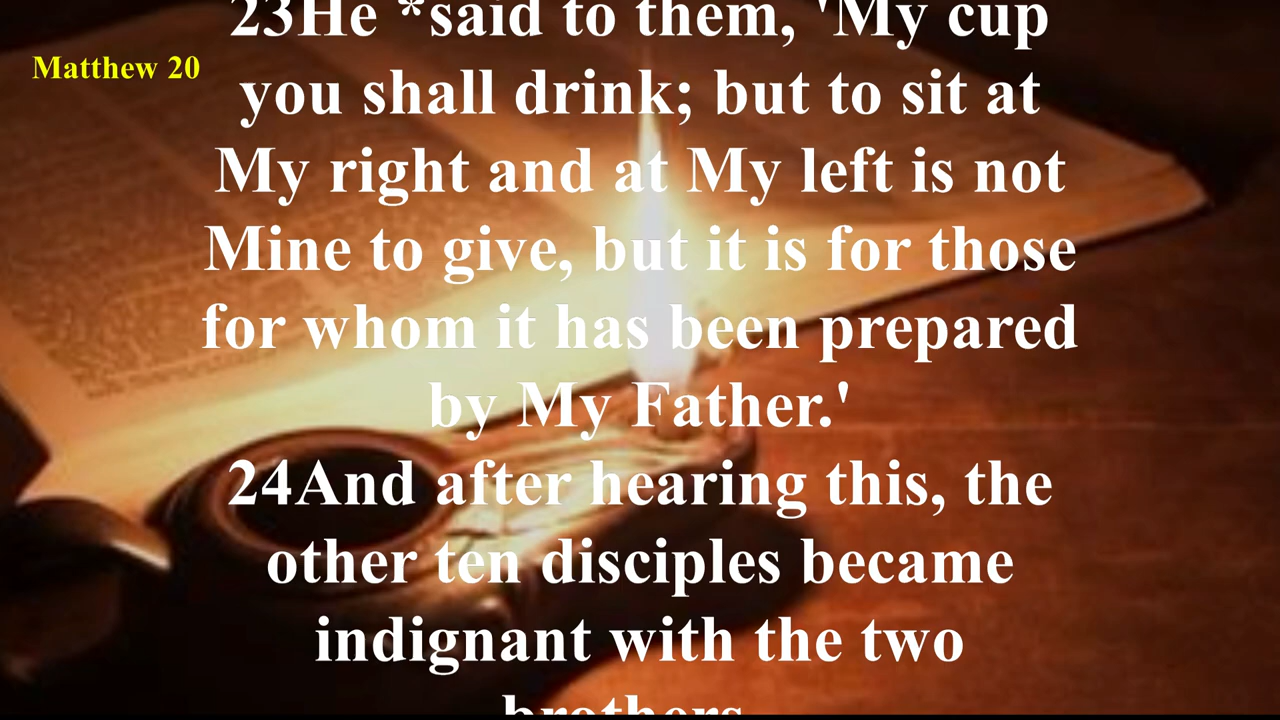 23He *said to them, 'My cup
Matthew 20
you shall drink; but to sit at
My right and at My left is not
Mine to give, but it is for those
for whom it has been prepared
by My Father.'
24And after hearing this, the
other ten disciples became
indignant with the two
brothers